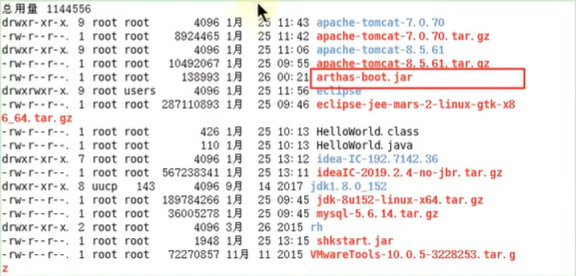 总用量 1144556
drwxr-xr-x. 9 root root 4096 1月 25 11:43 apache-tomcat-7.0.70
-rw-r--r--. 1 root root 8924465 1月 25 11:42 apache-tomcat-7.0.70.tar.gz
drwxr-xr-x. 9 root root 4096 1月 25 11:06 apache-tomcat-8.5.61
-rw-r--r--. 1 root root 10492067 1月 25 09:55 apache-tomcat-8.5.61.tar.gz
-rw-r--r--. 1 root root 138993 1月 26 00:21 arthas-boot.jar
drwxrwxr-x. 9 root users 4096 1月 25 11:56 eclipse
-rw-r--r--. 1 root root 287110893 1月 25 09:46 eclipse-jee-mars-2-linux-gtk-x8
6_64.tar.gz
-rw-r--r--. 1 root root 426 1月 25 10:13 HelloWorld.class
-rw-r--r--. 1 root root 110 1月 25 10:13 HelloWorld.java
drwxr-xr-x. 7 root root 4096 1月 25 13:12 idea-IC-192.7142.36
-rw-r--r--. 1 root root 567238341 1月 25 13:11 ideaIC-2019.2.4-no-jbr.tar.gz
drwxr-xr-x. 8 uucp 143 4096 9月 14 2017 jdk1.8.0_152
-rw-r--r--. 1 root root 189784266 1月 25 09:45 jdk-8u152-linux-x64.tar.gz
-rw-r--r--. 1 root root 36005278 1月 25 09:45 mysql-5.6.14.tar.gz
drwxr-xr-x. 2 root root 4096 3月 26 2015 rh
-rw-r--r--. 1 root root 1948 1月 25 13:15 shkstart.jar
-rw-r--r--. 1 root root 72270857 11月 11 2015 VMwareTools-10.0.5-3228253.tar.g
z